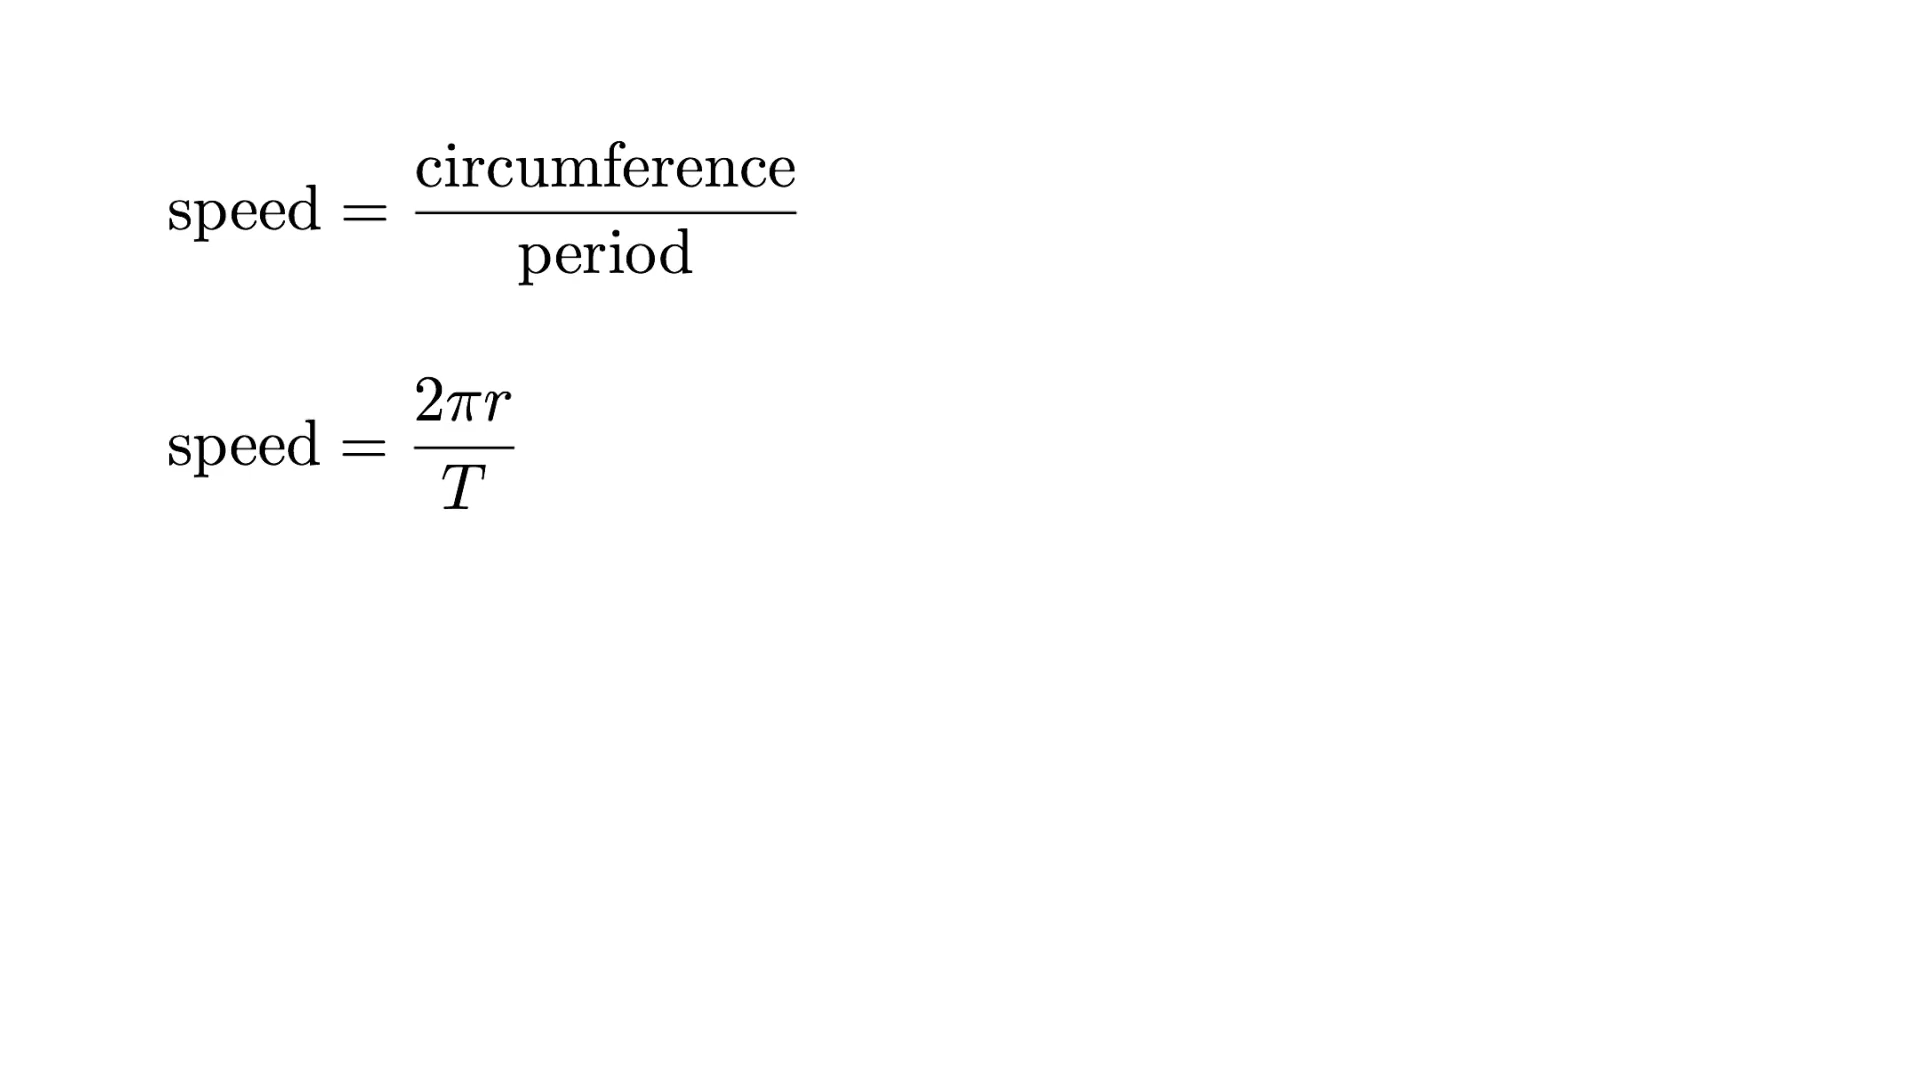 speed = circumference / period
speed = 2πr / T